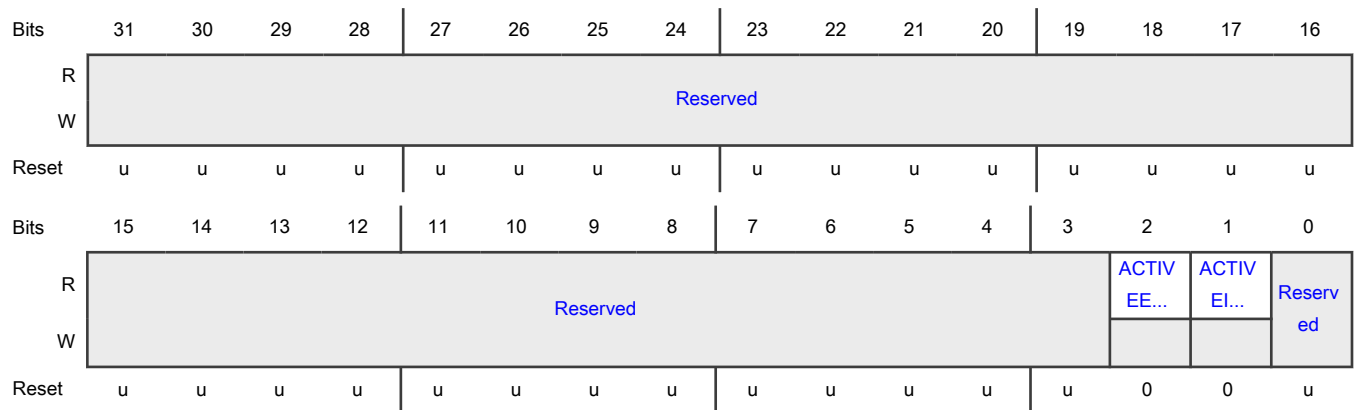 Bits 31 30 29 28 27 26 25 24 23 22 21 20 19 18 17 16
R
Reserved
W
Reset u u u u u u u u u u u u u u u u
Bits 15 14 13 12 11 10 9 8 7 6 5 4 3 2 1 0
ACTIV ACTIV
R EE... EI... Reserv
Reserved
ed
W
Reset u u u u u u u u u u u u u 0 0 u